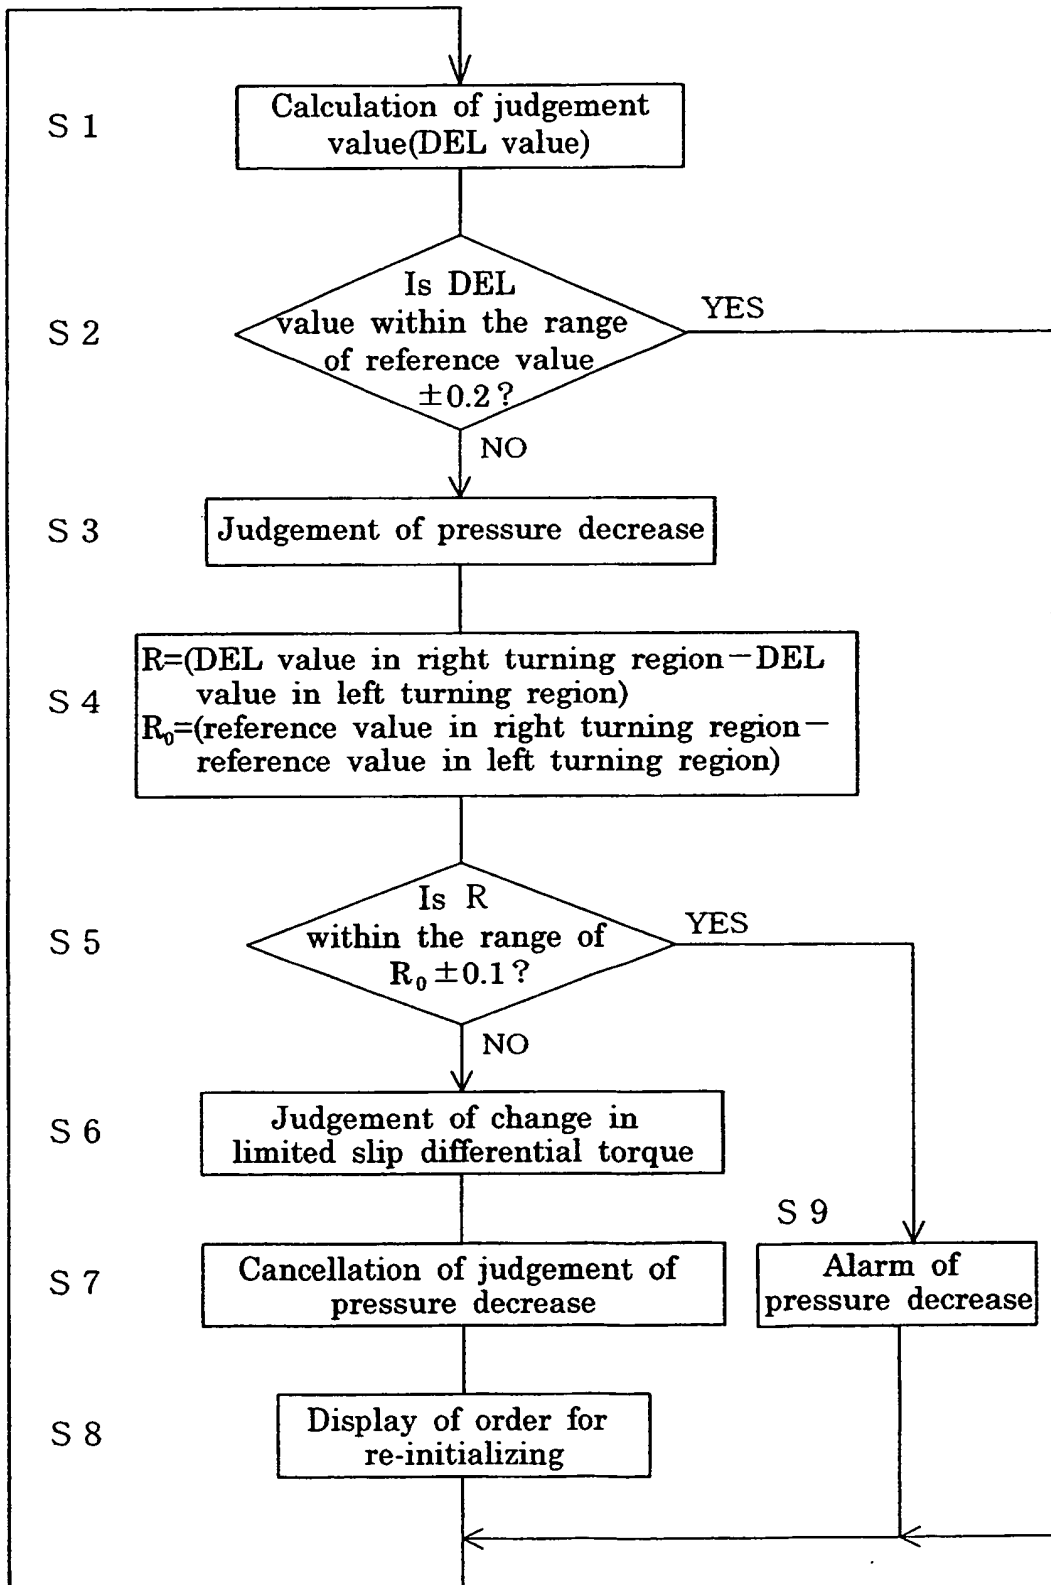 S 1
Calculation of judgement
value(DEL value)
S 2
Is DEL
value within the range
of reference value
±0.2?
YES
NO
S 3
Judgement of pressure decrease
S 4
R=(DEL value in right turning region−DEL
value in left turning region)
R₀=(reference value in right turning region−
reference value in left turning region)
S 5
Is R
within the range of
R₀ ±0.1?
YES
NO
S 6
Judgement of change in
limited slip differential torque
S 9
S 7
Cancellation of judgement of
pressure decrease
Alarm of
pressure decrease
S 8
Display of order for
re-initializing